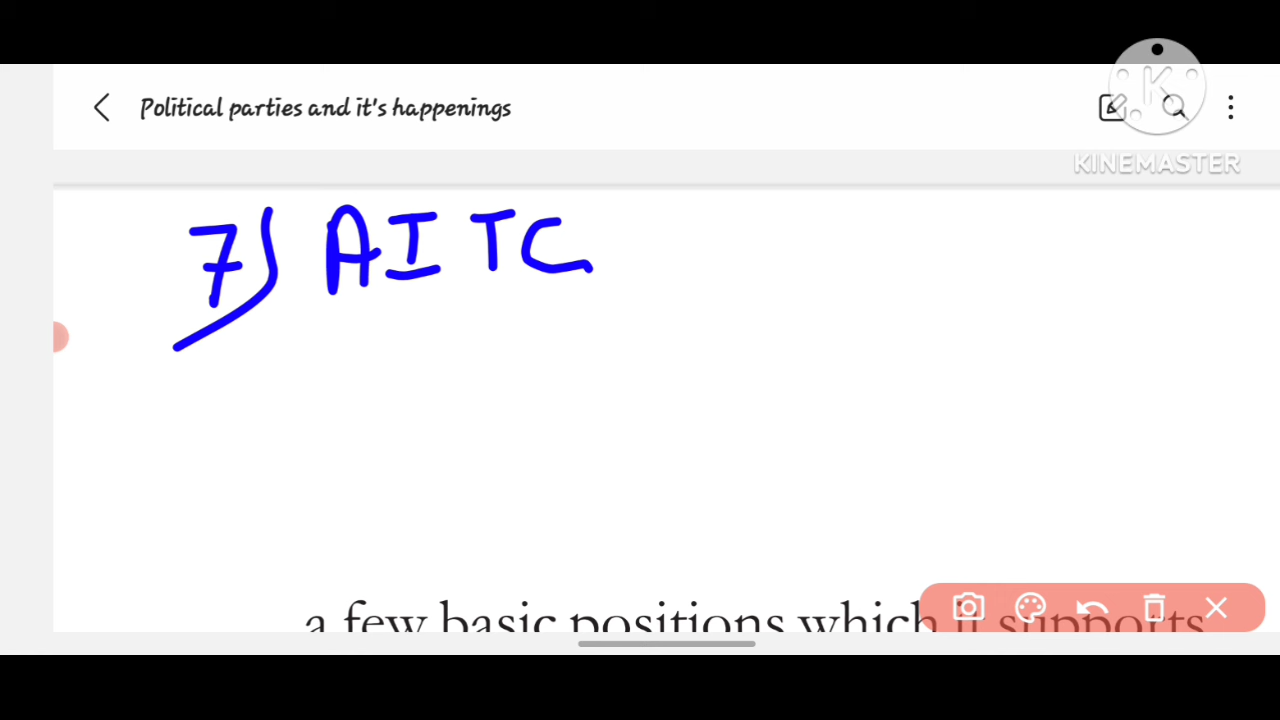 Political parties and it's happenings
K
KINEMASTER
7) AITC
a few basic positions which it supports